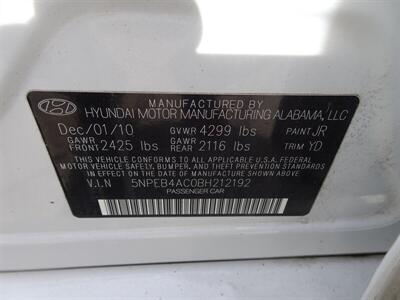 MANUFACTURED BY
HYUNDAI MOTOR MANUFACTURING ALABAMA, LLC
Dec/01/10 GVWR 4299 lbs PAINT JR
GAWR FRONT 2425 lbs GAWR REAR 2116 lbs TRIM YD
THIS VEHICLE CONFORMS TO ALL APPLICABLE U.S.A. FEDERAL
MOTOR VEHICLE SAFETY, BUMPER, AND THEFT PREVENTION
STANDARDS IN EFFECT ON THE DATE OF MANUFACTURE SHOWN ABOVE.
V.I.N 5NPEB4AC0BH212192
PASSENGER CAR